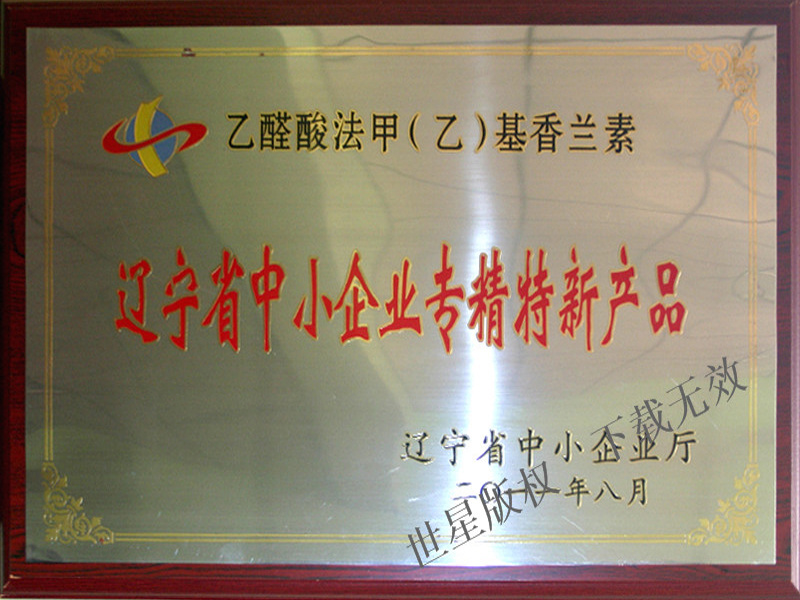 乙醛酸法甲(乙)基香兰素
辽宁省中小企业专精特新产品
辽宁省中小企业厅
年八月
世星版权 下载无效